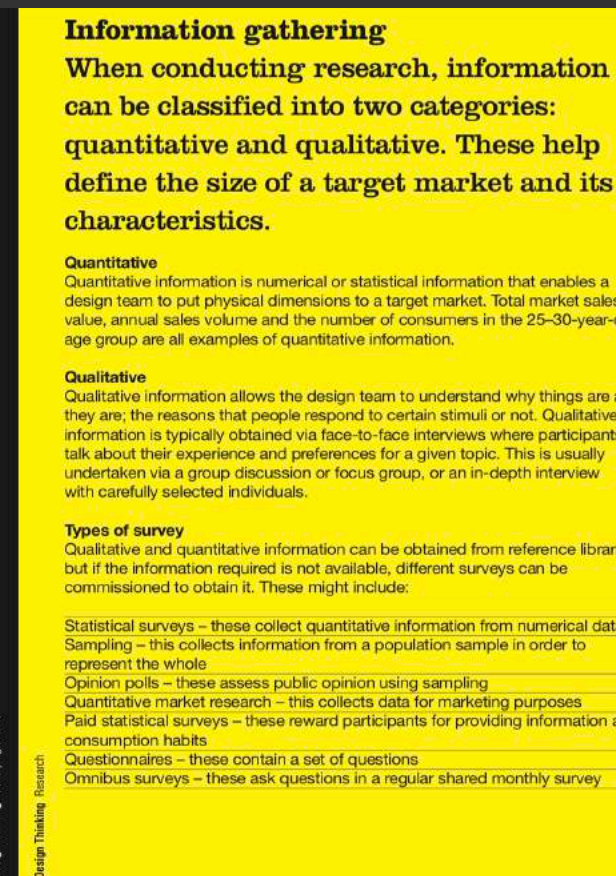 Information gathering
When conducting research, information
can be classified into two categories:
quantitative and qualitative. These help
define the size of a target market and its
characteristics.
Quantitative
Quantitative information is numerical or statistical information that enables a
design team to put physical dimensions to a target market. Total market sales
value, annual sales volume and the number of consumers in the 25–30-year-
age group are all examples of quantitative information.
Qualitative
Qualitative information allows the design team to understand why things are
they are; the reasons that people respond to certain stimuli or not. Qualitative
information is typically obtained via face-to-face interviews where participants
talk about their experience and preferences for a given topic. This is usually
undertaken via a group discussion or focus group, or an in-depth interview
with carefully selected individuals.
Types of survey
Qualitative and quantitative information can be obtained from reference
but if the information required is not available, different surveys can be
commissioned to obtain it. These might include:
Statistical surveys – these collect quantitative information from numerical
Sampling – this collects information from a population sample in order to
represent the whole
Opinion polls – these assess public opinion using sampling
Quantitative market research – this collects data for marketing purposes
Paid statistical surveys – these reward participants for providing information
consumption habits
Questionnaires – these contain a set of questions
Omnibus surveys – these ask questions in a regular shared monthly survey
Design Thinking Research